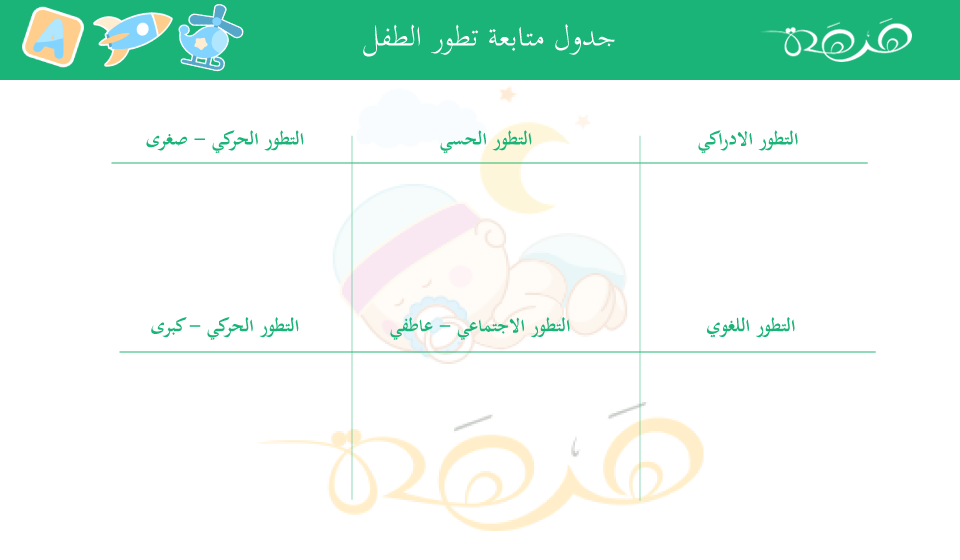 هدهدة
جدول متابعة تطور الطفل
A
التطور الادراكي
التطور الحسي
التطور الحركي – صغرى
التطور اللغوي
التطور الاجتماعي – عاطفي
التطور الحركي – كبرى
هدهدة